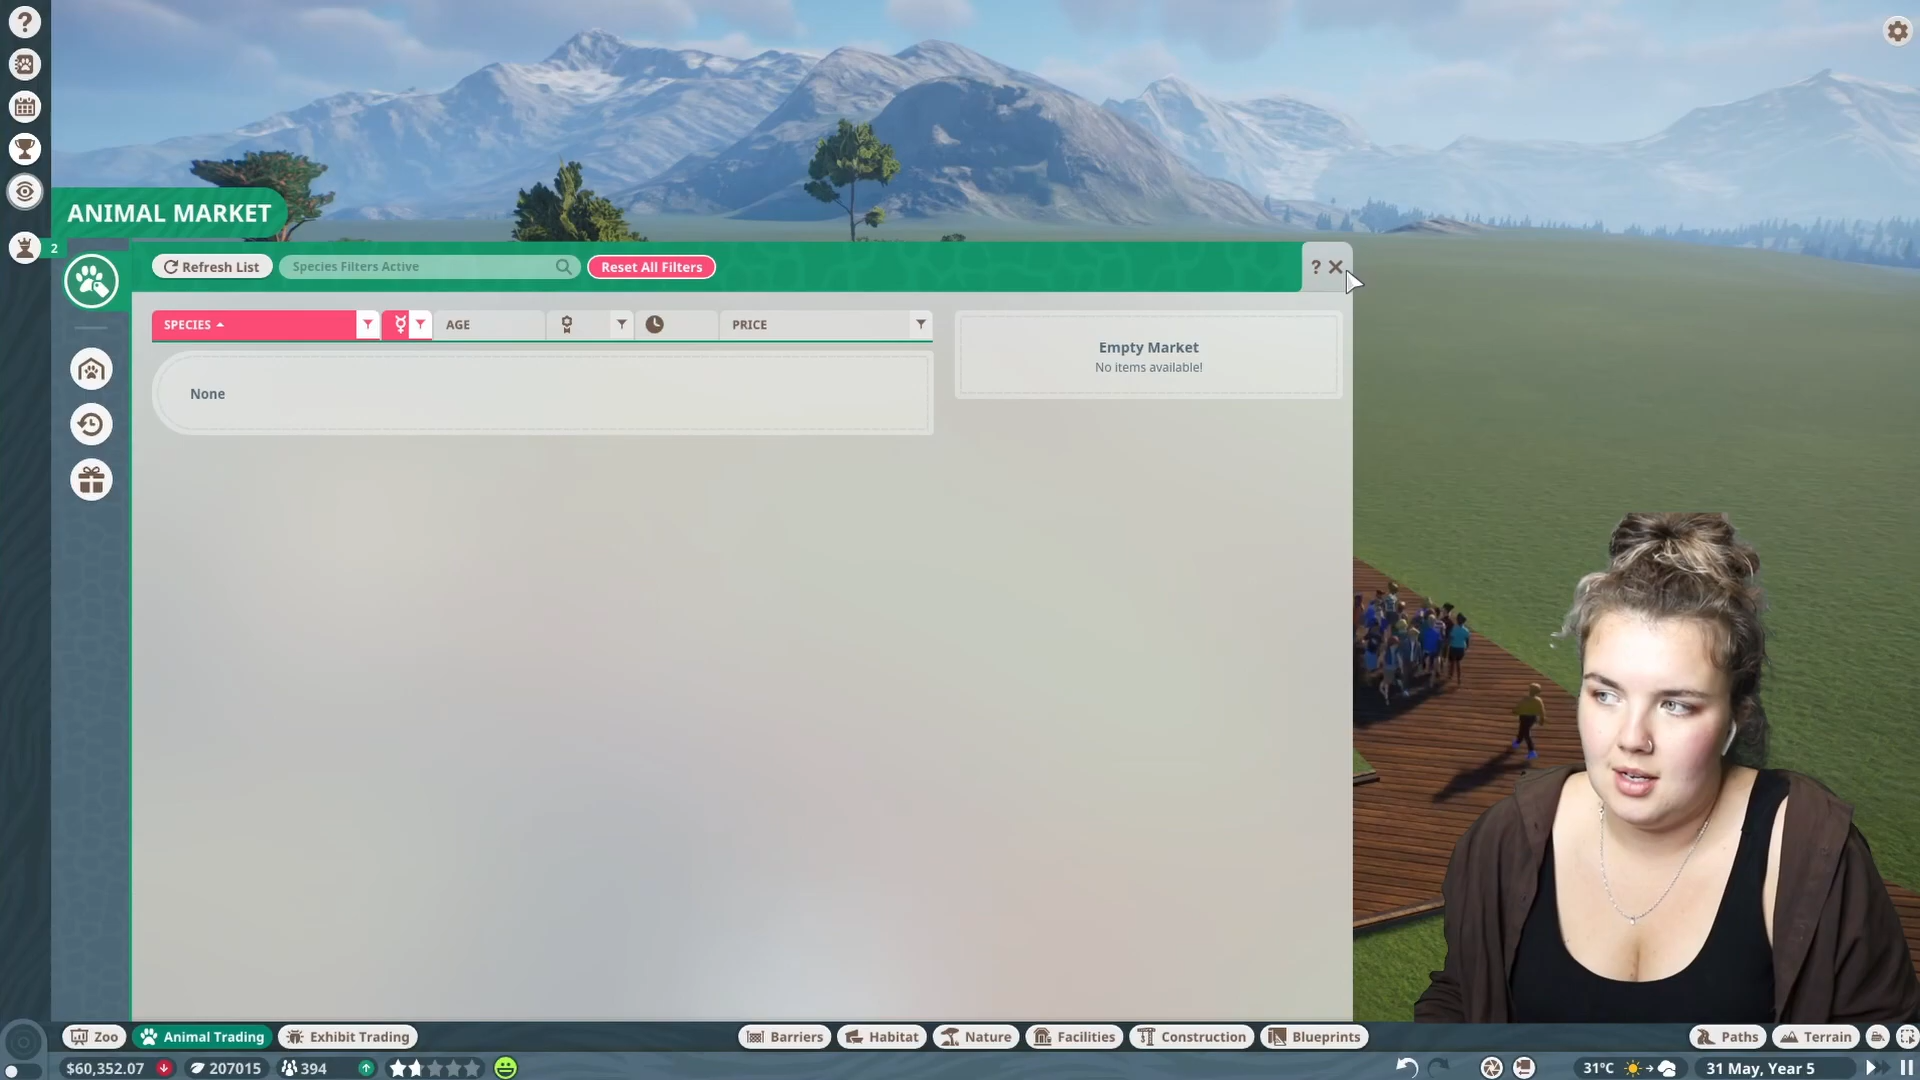 ANIMAL MARKET
2
Refresh List
Species Filters Active
Reset All Filters
?
SPECIES
AGE
PRICE
None
Empty Market
No items available!
Zoo
Animal Trading
Exhibit Trading
Barriers
Habitat
Nature
Facilities
Construction
Blueprints
Paths
Terrain
$60,352.07
207015
394
31°C
31 May, Year 5